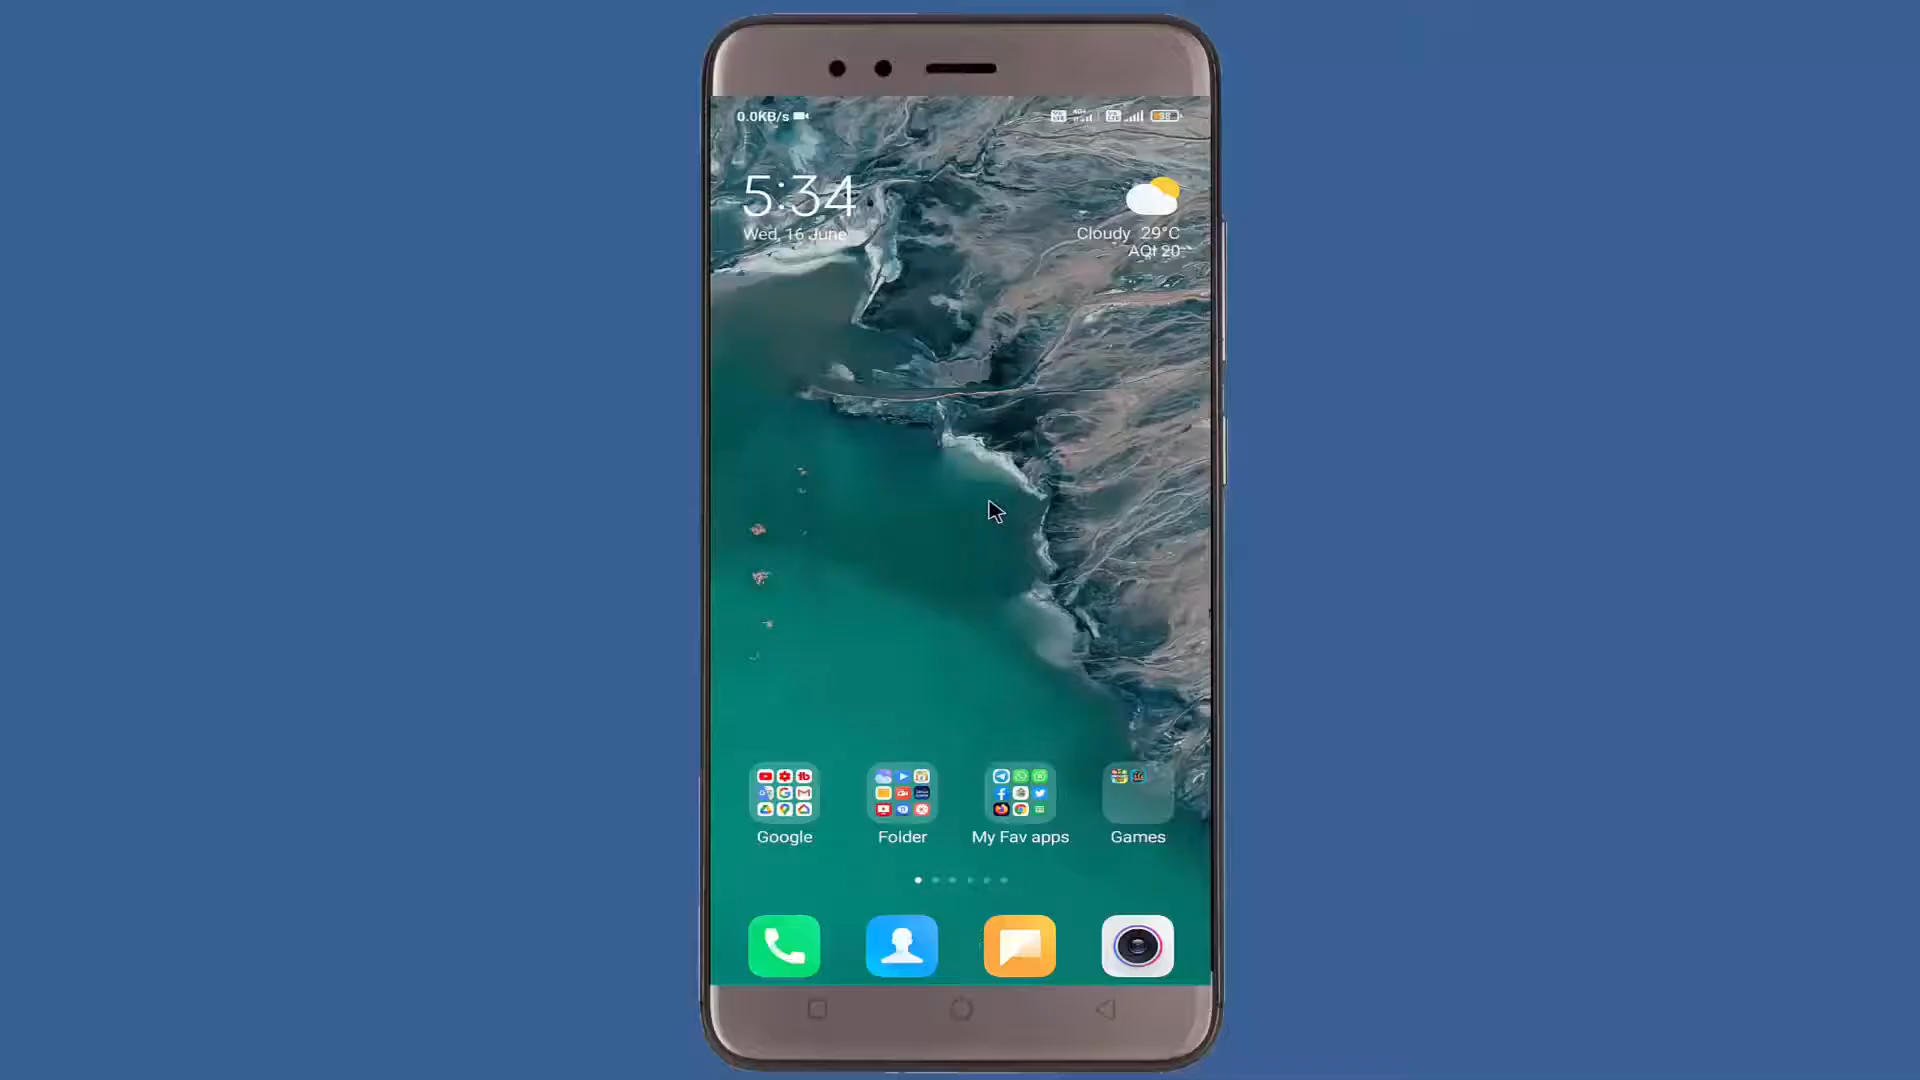 0.0KB/s
5:34
Wed, 16 June
Cloudy 29°C
AQI 20
Google
Folder
My Fav apps
Games